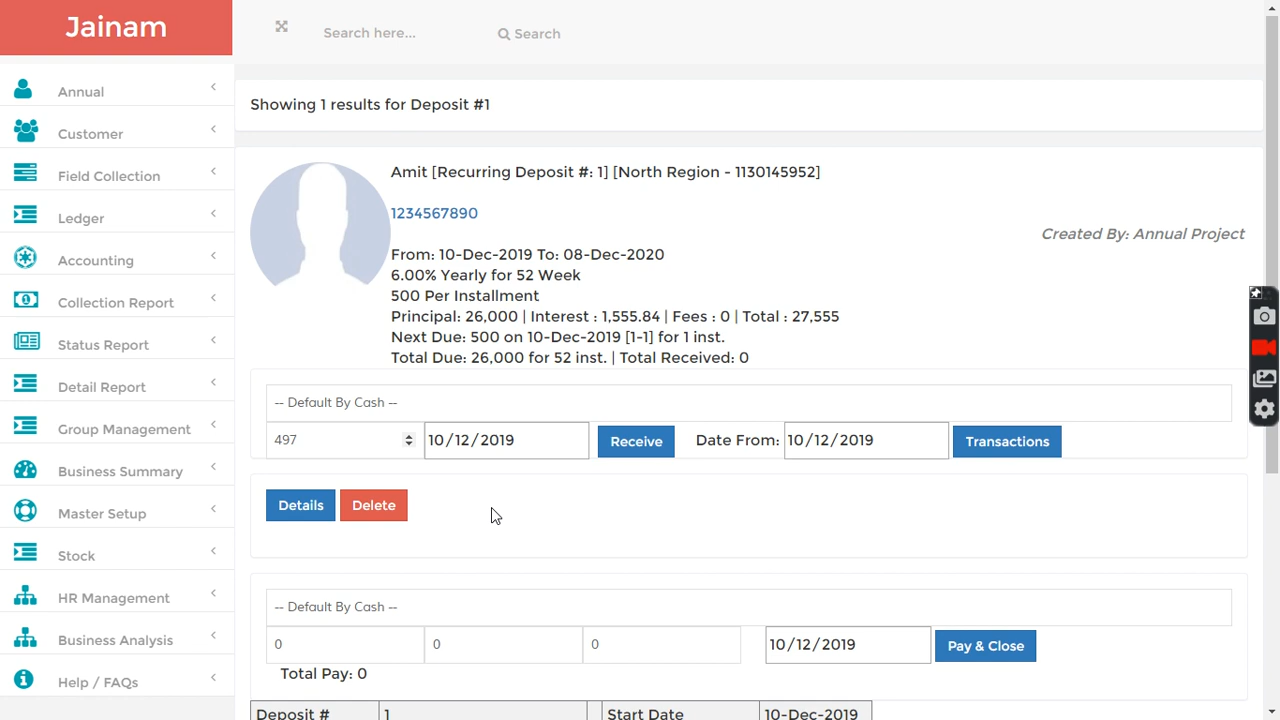 Jainam
Search here...
Search
Annual
Customer
Field Collection
Ledger
Accounting
Collection Report
Status Report
Detail Report
Group Management
Business Summary
Master Setup
Stock
HR Management
Business Analysis
Help / FAQs
Showing 1 results for Deposit #1
Amit [Recurring Deposit #: 1] [North Region - 1130145952]
1234567890
Created By: Annual Project
From: 10-Dec-2019 To: 08-Dec-2020
6.00% Yearly for 52 Week
500 Per Installment
Principal: 26,000 | Interest : 1,555.84 | Fees : 0 | Total : 27,555
Next Due: 500 on 10-Dec-2019 [1-1] for 1 inst.
Total Due: 26,000 for 52 inst. | Total Received: 0
-- Default By Cash --
497 10/12/2019 Receive Date From: 10/12/2019 Transactions
Details Delete
-- Default By Cash --
0 0 0 10/12/2019 Pay & Close
Total Pay: 0
Deposit # 1 Start Date 10-Dec-2019